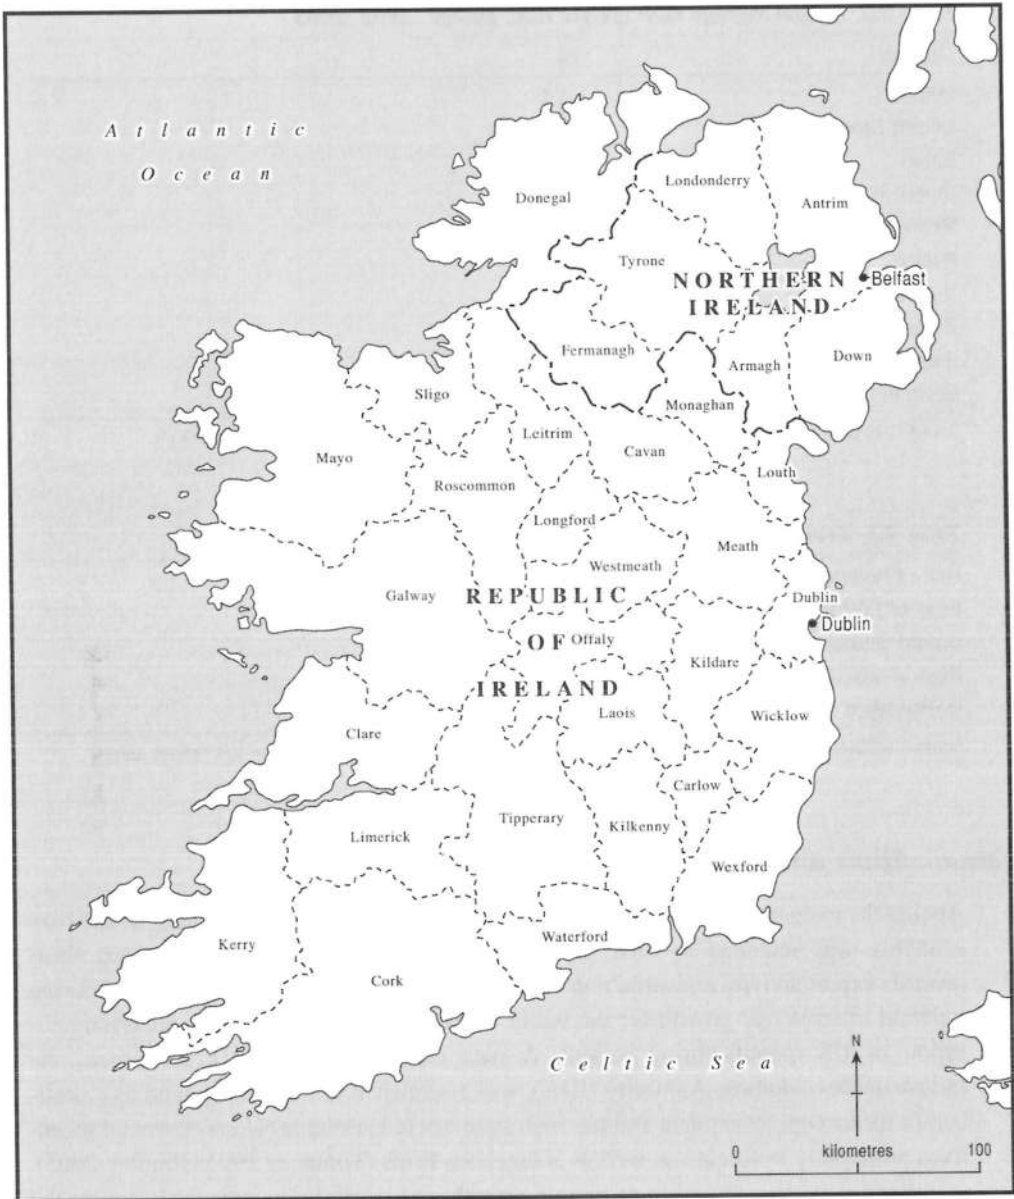 Atlantic
Ocean
Donegal
Londonderry
Antrim
Tyrone
NORTHERN
IRELAND
Belfast
Fermanagh
Armagh
Down
Monaghan
Sligo
Leitrim
Cavan
Mayo
Louth
Roscommon
Longford
Meath
Westmeath
Galway
REPUBLIC
OF
IRELAND
Dublin
Dublin
Offaly
Kildare
Laois
Wicklow
Clare
Carlow
Tipperary
Kilkenny
Limerick
Wexford
Waterford
Kerry
Cork
Celtic Sea
N
0 kilometres 100